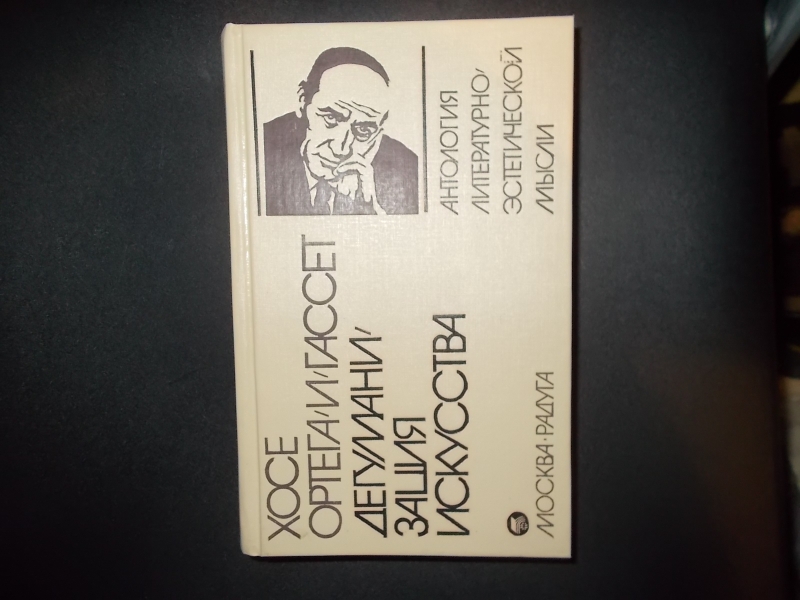 ХОСЕ
ОРТЕГА-И-ГАССЕТ
ДЕГУМАНИ-
ЗАЦИЯ
ИСКУССТВА
АНТОЛОГИЯ
ЛИТЕРАТУРНО-
ЭСТЕТИЧЕСКОЙ
МЫСЛИ
МОСКВА·РАДУГА